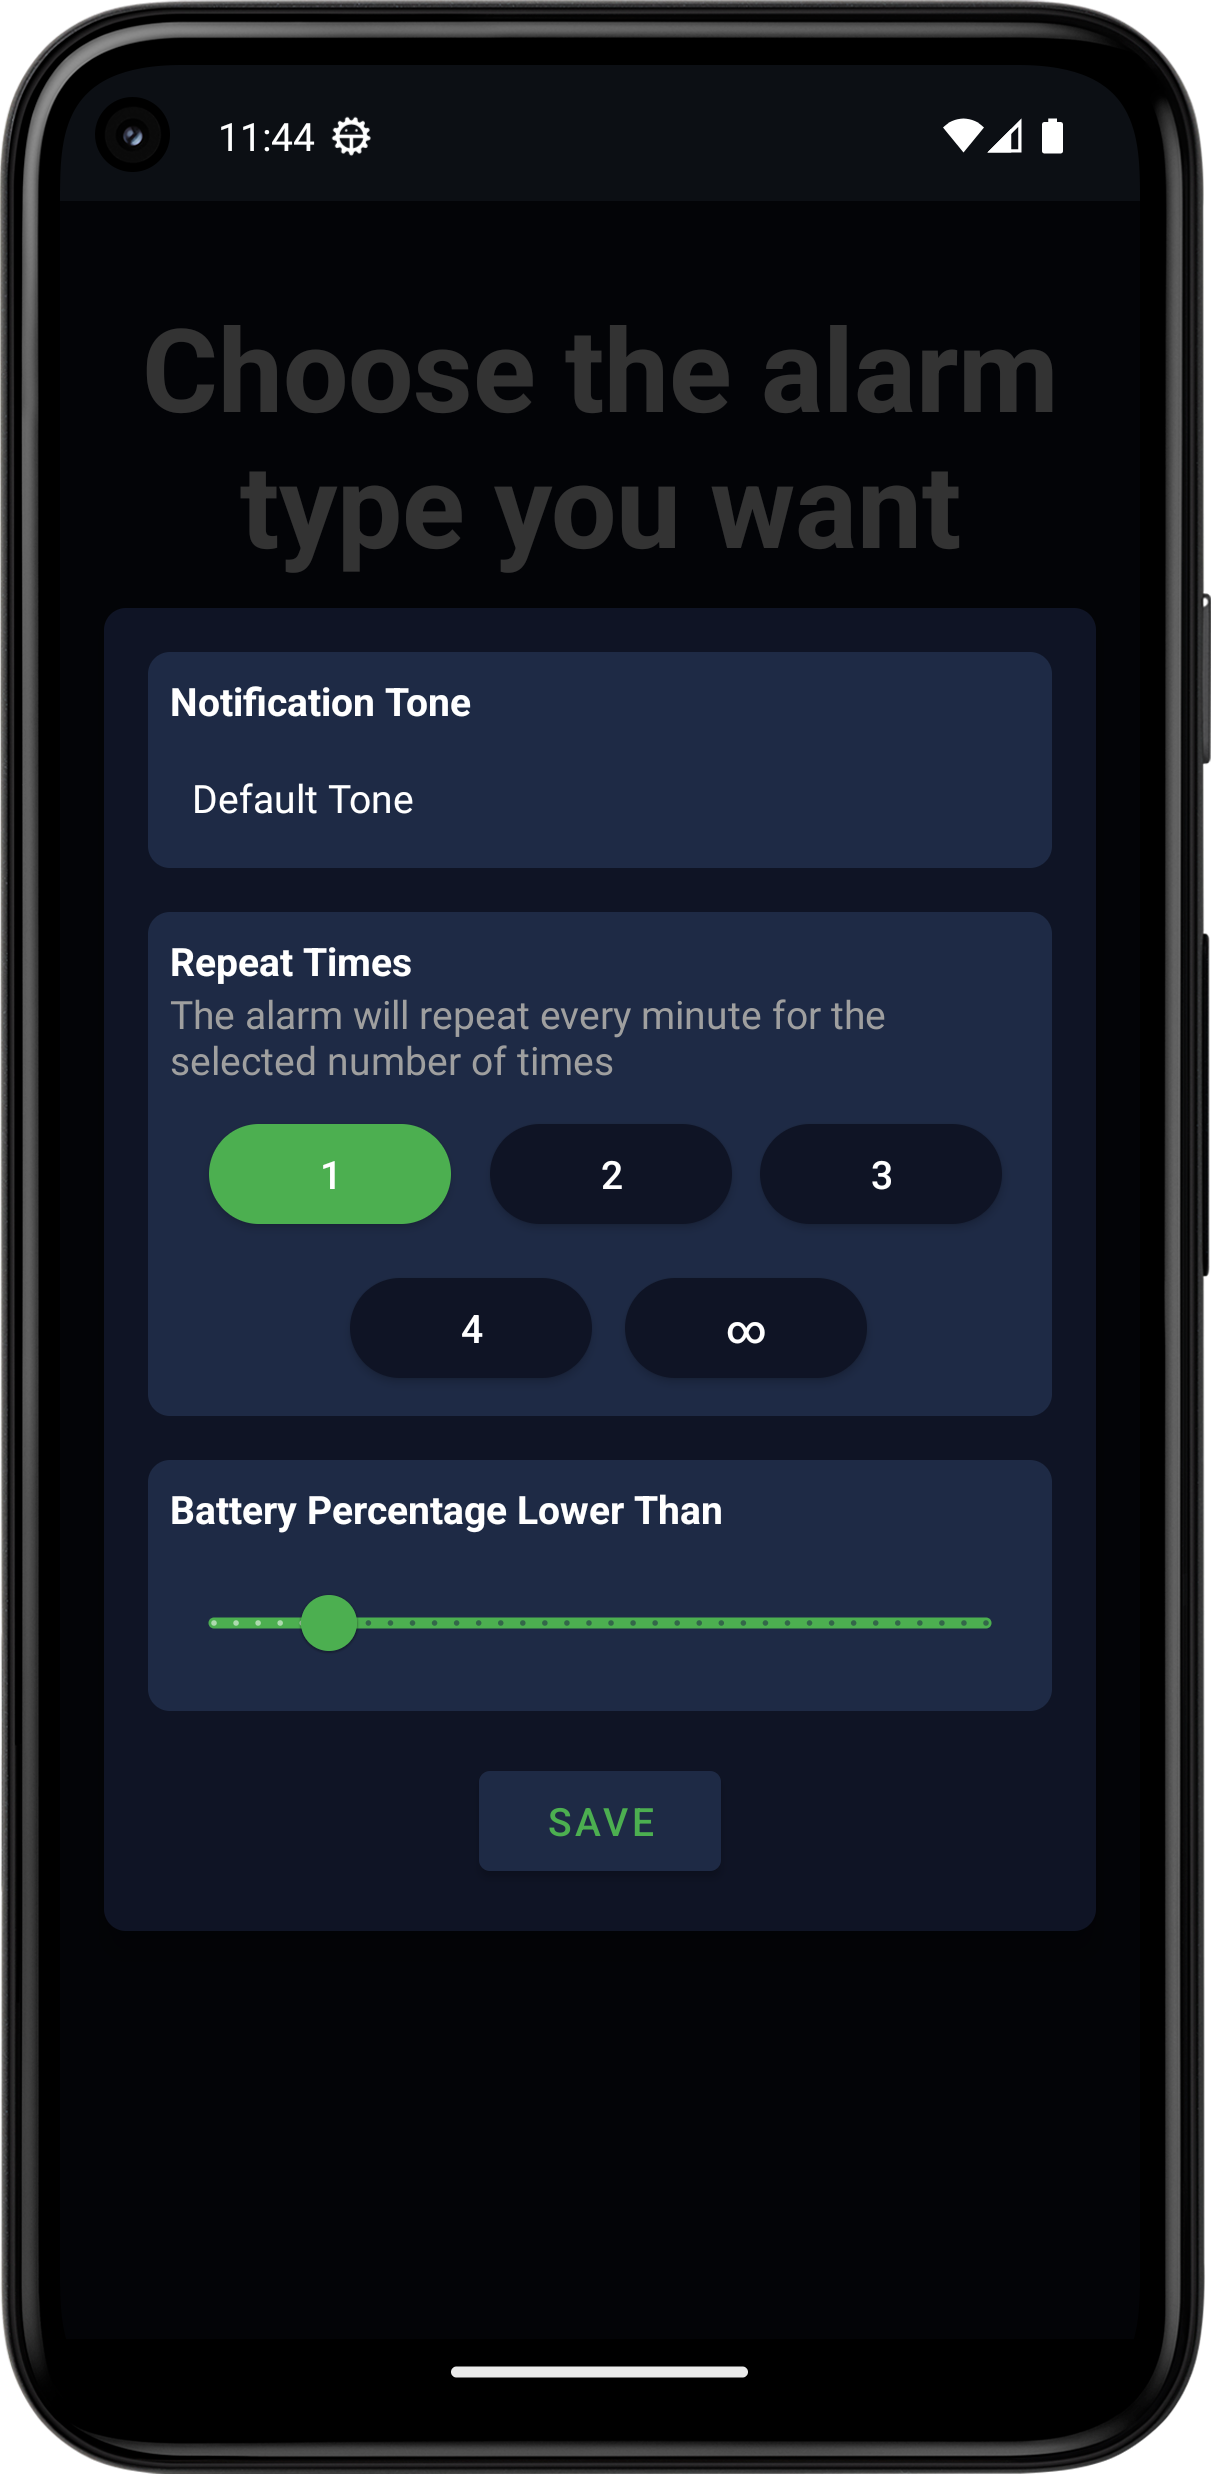 11:44
Choose the alarm
type you want
Notification Tone
Default Tone
Repeat Times
The alarm will repeat every minute for the
selected number of times
1 2 3
4 ∞
Battery Percentage Lower Than
SAVE